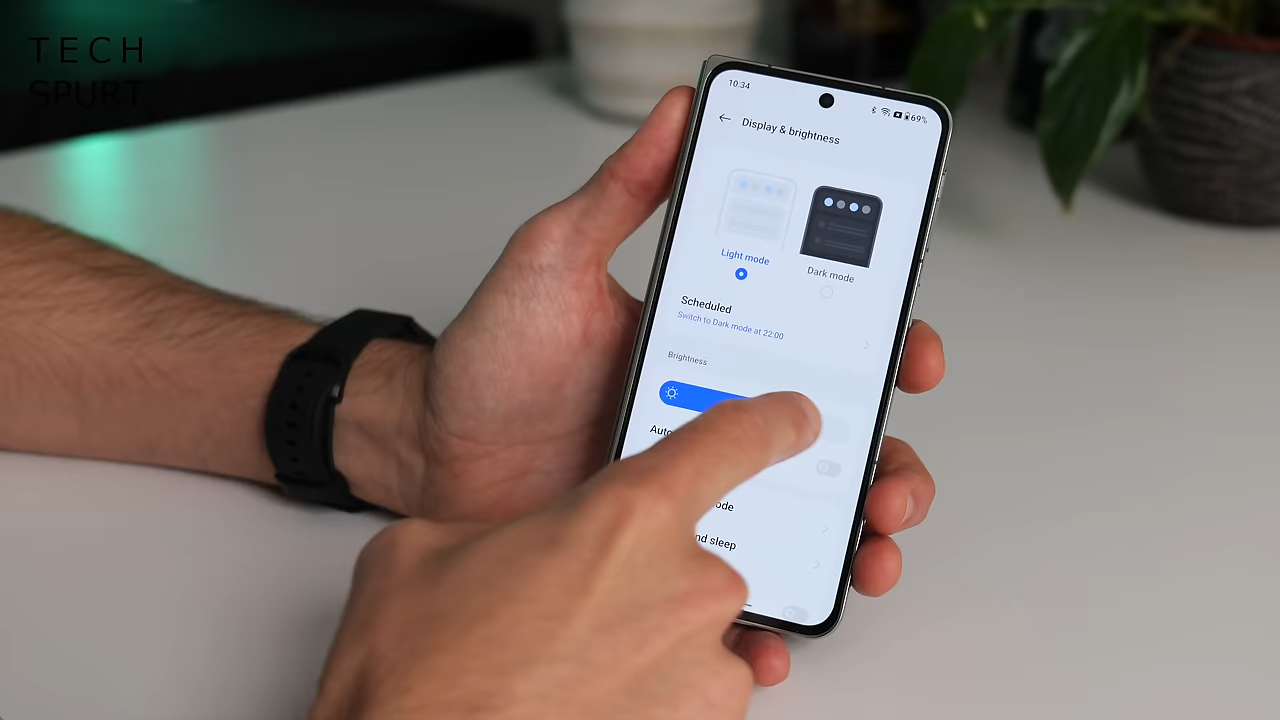 TECH
SPURT
10:34
69%
Display & brightness
Light mode
Dark mode
Scheduled
Switch to Dark mode at 22:00
Brightness
Auto
ode
nd sleep